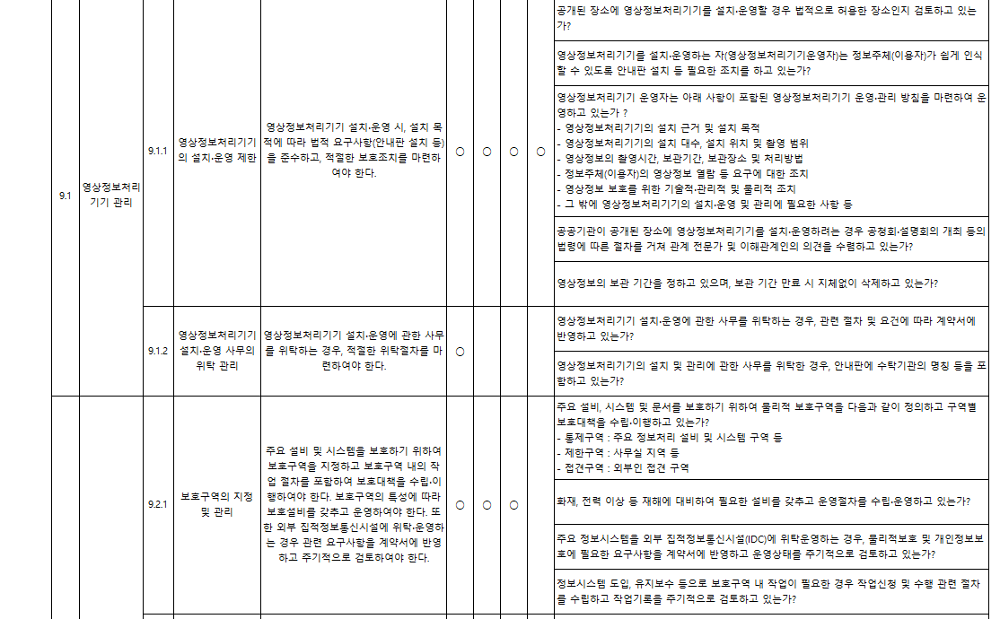 공개된 장소에 영상정보처리기기를 설치·운영할 경우 법적으로 허용한 장소인지 검토하고 있는
가?
영상정보처리기기를 설치·운영하는 자(영상정보처리기기운영자)는 정보주체(이용자)가 쉽게 인식
할 수 있도록 안내판 설치 등 필요한 조치를 하고 있는가?
영상정보처리기기 운영자는 아래 사항이 포함된 영상정보처리기기 운영·관리 방침을 마련하여 운
영하고 있는가 ?
- 영상정보처리기기의 설치 근거 및 설치 목적
- 영상정보처리기기의 설치 대수, 설치 위치 및 촬영 범위
- 영상정보의 촬영시간, 보관기간, 보관장소 및 처리방법
- 정보주체(이용자)의 영상정보 열람 등 요구에 대한 조치
- 영상정보 보호를 위한 기술적·관리적 및 물리적 조치
- 그 밖에 영상정보처리기기의 설치·운영 및 관리에 필요한 사항 등
공공기관이 공개된 장소에 영상정보처리기기를 설치·운영하려는 경우 공청회·설명회의 개최 등의
법령에 따른 절차를 거쳐 관계 전문가 및 이해관계인의 의견을 수렴하고 있는가?
영상정보의 보관 기간을 정하고 있으며, 보관 기간 만료 시 지체없이 삭제하고 있는가?
9.1
영상정보처리
기기 관리
9.1.1
영상정보처리기기
의 설치·운영 제한
영상정보처리기기 설치·운영 시, 설치 목
적에 따라 법적 요구사항(안내판 설치 등)
을 준수하고, 적절한 보호조치를 마련하
여야 한다.
○ ○ ○ ○
9.1.2
영상정보처리기기
설치·운영 사무의
위탁 관리
영상정보처리기기 설치·운영에 관한 사무
를 위탁하는 경우, 적절한 위탁절차를 마
련하여야 한다.
○
영상정보처리기기 설치·운영에 관한 사무를 위탁하는 경우, 관련 절차 및 요건에 따라 계약서에
반영하고 있는가?
영상정보처리기기의 설치 및 관리에 관한 사무를 위탁한 경우, 안내판에 수탁기관의 명칭 등을 포
함하고 있는가?
9.2.1
보호구역의 지정
및 관리
주요 설비 및 시스템을 보호하기 위하여
보호구역을 지정하고 보호구역 내의 작
업 절차를 포함하여 보호대책을 수립·이
행하여야 한다. 보호구역의 특성에 따라
보호설비를 갖추고 운영하여야 한다. 또
한 외부 집적정보통신시설에 위탁·운영하
는 경우 관련 요구사항을 계약서에 반영
하고 주기적으로 검토하여야 한다.
○ ○ ○
주요 설비, 시스템 및 문서를 보호하기 위하여 물리적 보호구역을 다음과 같이 정의하고 구역별
보호대책을 수립·이행하고 있는가?
- 통제구역 : 주요 정보처리 설비 및 시스템 구역 등
- 제한구역 : 사무실 지역 등
- 접견구역 : 외부인 접견 구역
화재, 전력 이상 등 재해에 대비하여 필요한 설비를 갖추고 운영절차를 수립·운영하고 있는가?
주요 정보시스템을 외부 집적정보통신시설(IDC)에 위탁운영하는 경우, 물리적보호 및 개인정보보
호에 필요한 요구사항을 계약서에 반영하고 운영상태를 주기적으로 검토하고 있는가?
정보시스템 도입, 유지보수 등으로 보호구역 내 작업이 필요한 경우 작업신청 및 수행 관련 절차
를 수립하고 작업기록을 주기적으로 검토하고 있는가?